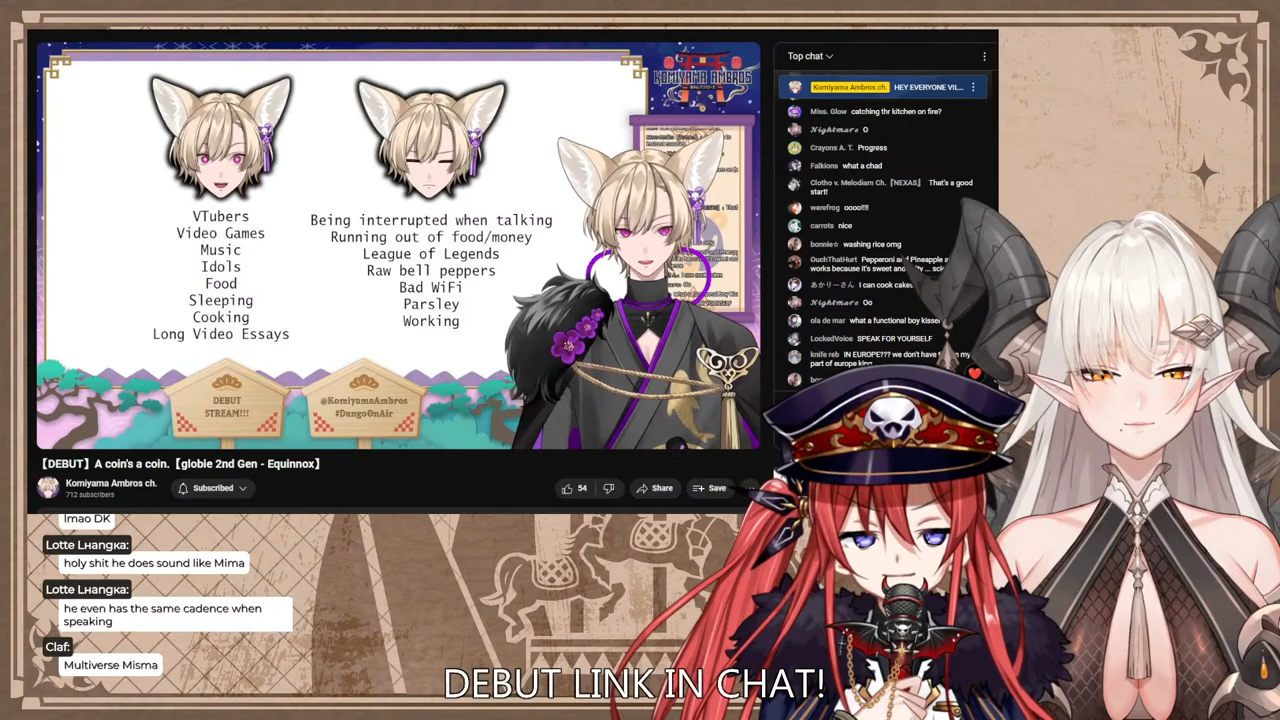 KOMIYAMA AMBROS
VTubers
Video Games
Music
Idols
Food
Sleeping
Cooking
Long Video Essays
Being interrupted when talking
Running out of food/money
League of Legends
Raw bell peppers
Bad WiFi
Parsley
Working
DEBUT
STREAM!!!
@KomiyamaAmbros
#DangoOnAir
【DEBUT】A coin's a coin.【globie 2nd Gen - Equinnox】
Komiyama Ambros ch.
712 subscribers
Subscribed
54
Share
Save
Top chat
Komiyama Ambros ch. HEY EVERYONE VIL...
Miss. Glow catching thr kitchen on fire?
Nightmare O
Crayons A. T. Progress
Falkions what a chad
Clotho v. Melodiam Ch.『NEXAS』 That's a good
start!
werefrog oooo!!!!
carrots nice
bonnie☆ washing rice omg
OuchThatHurt Pepperoni and Pineapple a
works because it's sweet and
あかりーさん I can cook cakes
Nightmare Oo
ola de mar what a functional boy kisses
LockedVoice SPEAK FOR YOURSELF
knife reb IN EUROPE??? we don't have
part of europe
lmao DK
Lotte Lʜangĸa:
holy shit he does sound like Mima
Lotte Lʜangĸa:
he even has the same cadence when
speaking
Claf:
Multiverse Misma
DEBUT LINK IN CHAT!